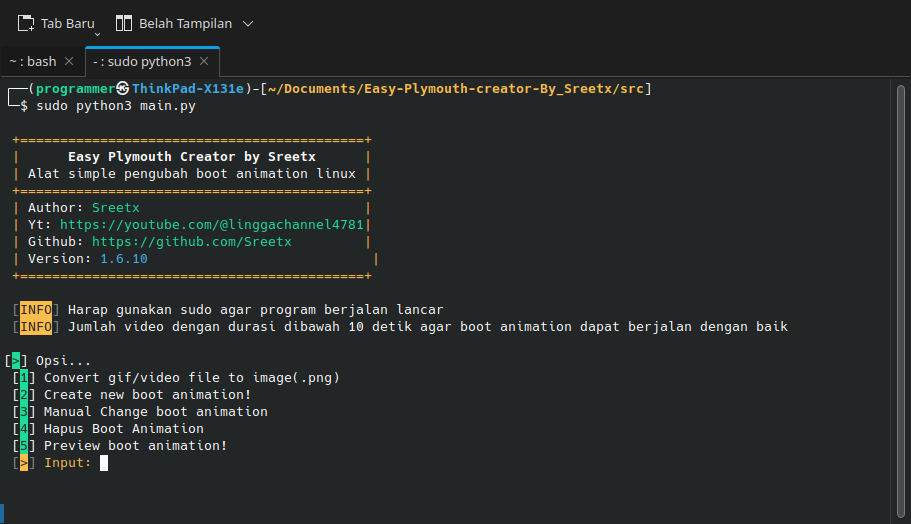 Tab Baru Belah Tampilan
~ : bash - : sudo python3
┌──(programmer㉿ThinkPad-X131e)-[~/Documents/Easy-Plymouth-creator-By_Sreetx/src]
└─$ sudo python3 main.py
+===========================================+
| Easy Plymouth Creator by Sreetx |
| Alat simple pengubah boot animation linux |
+===========================================+
| Author: Sreetx |
| Yt: https://youtube.com/@linggachannel4781|
| Github: https://github.com/Sreetx |
| Version: 1.6.10 |
+===========================================+
[INFO] Harap gunakan sudo agar program berjalan lancar
[INFO] Jumlah video dengan durasi dibawah 10 detik agar boot animation dapat berjalan dengan baik
[>] Opsi...
[1] Convert gif/video file to image(.png)
[2] Create new boot animation!
[3] Manual Change boot animation
[4] Hapus Boot Animation
[5] Preview boot animation!
[>] Input: